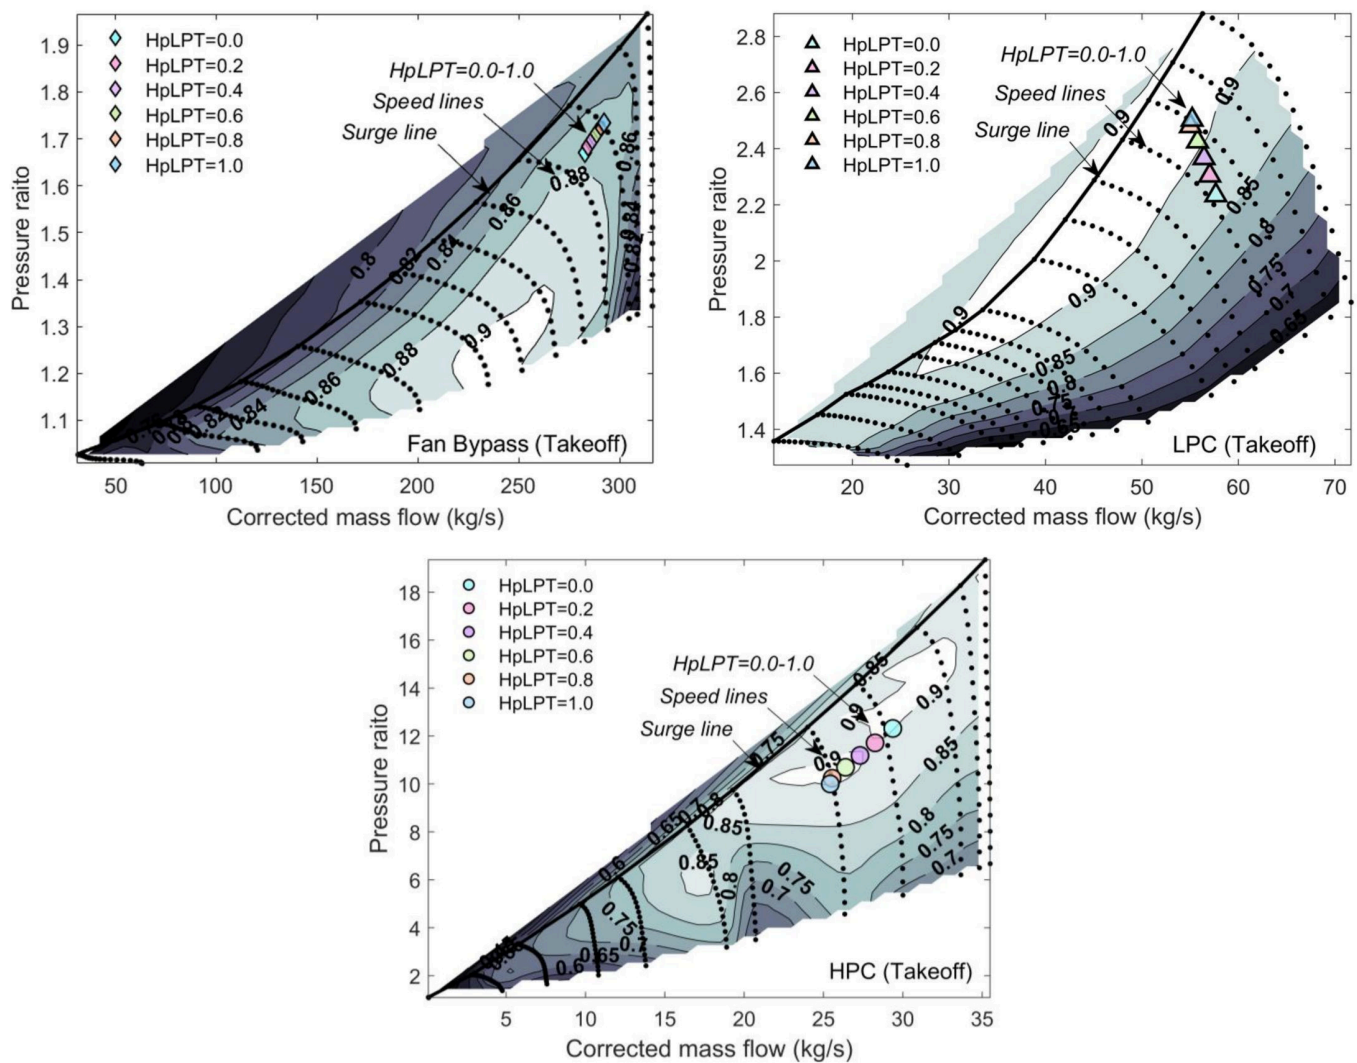 Pressure raito
1.9
1.8
1.7
1.6
1.5
1.4
1.3
1.2
1.1
HpLPT=0.0
HpLPT=0.2
HpLPT=0.4
HpLPT=0.6
HpLPT=0.8
HpLPT=1.0
HpLPT=0.0-1.0
Speed lines
Surge line
0.86
0.88
0.86
0.84
0.82
0.84
0.82
0.8
0.9
0.88
0.86
0.84
Fan Bypass (Takeoff)
50 100 150 200 250 300
Corrected mass flow (kg/s)
Pressure raito
2.8
2.6
2.4
2.2
2
1.8
1.6
1.4
HpLPT=0.0
HpLPT=0.2
HpLPT=0.4
HpLPT=0.6
HpLPT=0.8
HpLPT=1.0
HpLPT=0.0-1.0
Speed lines
Surge line
0.9
0.9
0.85
0.8
0.75
0.7
0.65
0.9
0.9
0.85
0.8
0.75
LPC (Takeoff)
20 30 40 50 60 70
Corrected mass flow (kg/s)
Pressure raito
18
16
14
12
10
8
6
4
2
HpLPT=0.0
HpLPT=0.2
HpLPT=0.4
HpLPT=0.6
HpLPT=0.8
HpLPT=1.0
HpLPT=0.0-1.0
Speed lines
Surge line
0.85
0.9
0.9
0.75
0.9
0.85
0.7
0.8
0.65
0.85
0.8
0.75
0.7
0.6
0.85
0.8
0.75
0.7
0.75
0.7
0.65
0.6
HPC (Takeoff)
5 10 15 20 25 30 35
Corrected mass flow (kg/s)